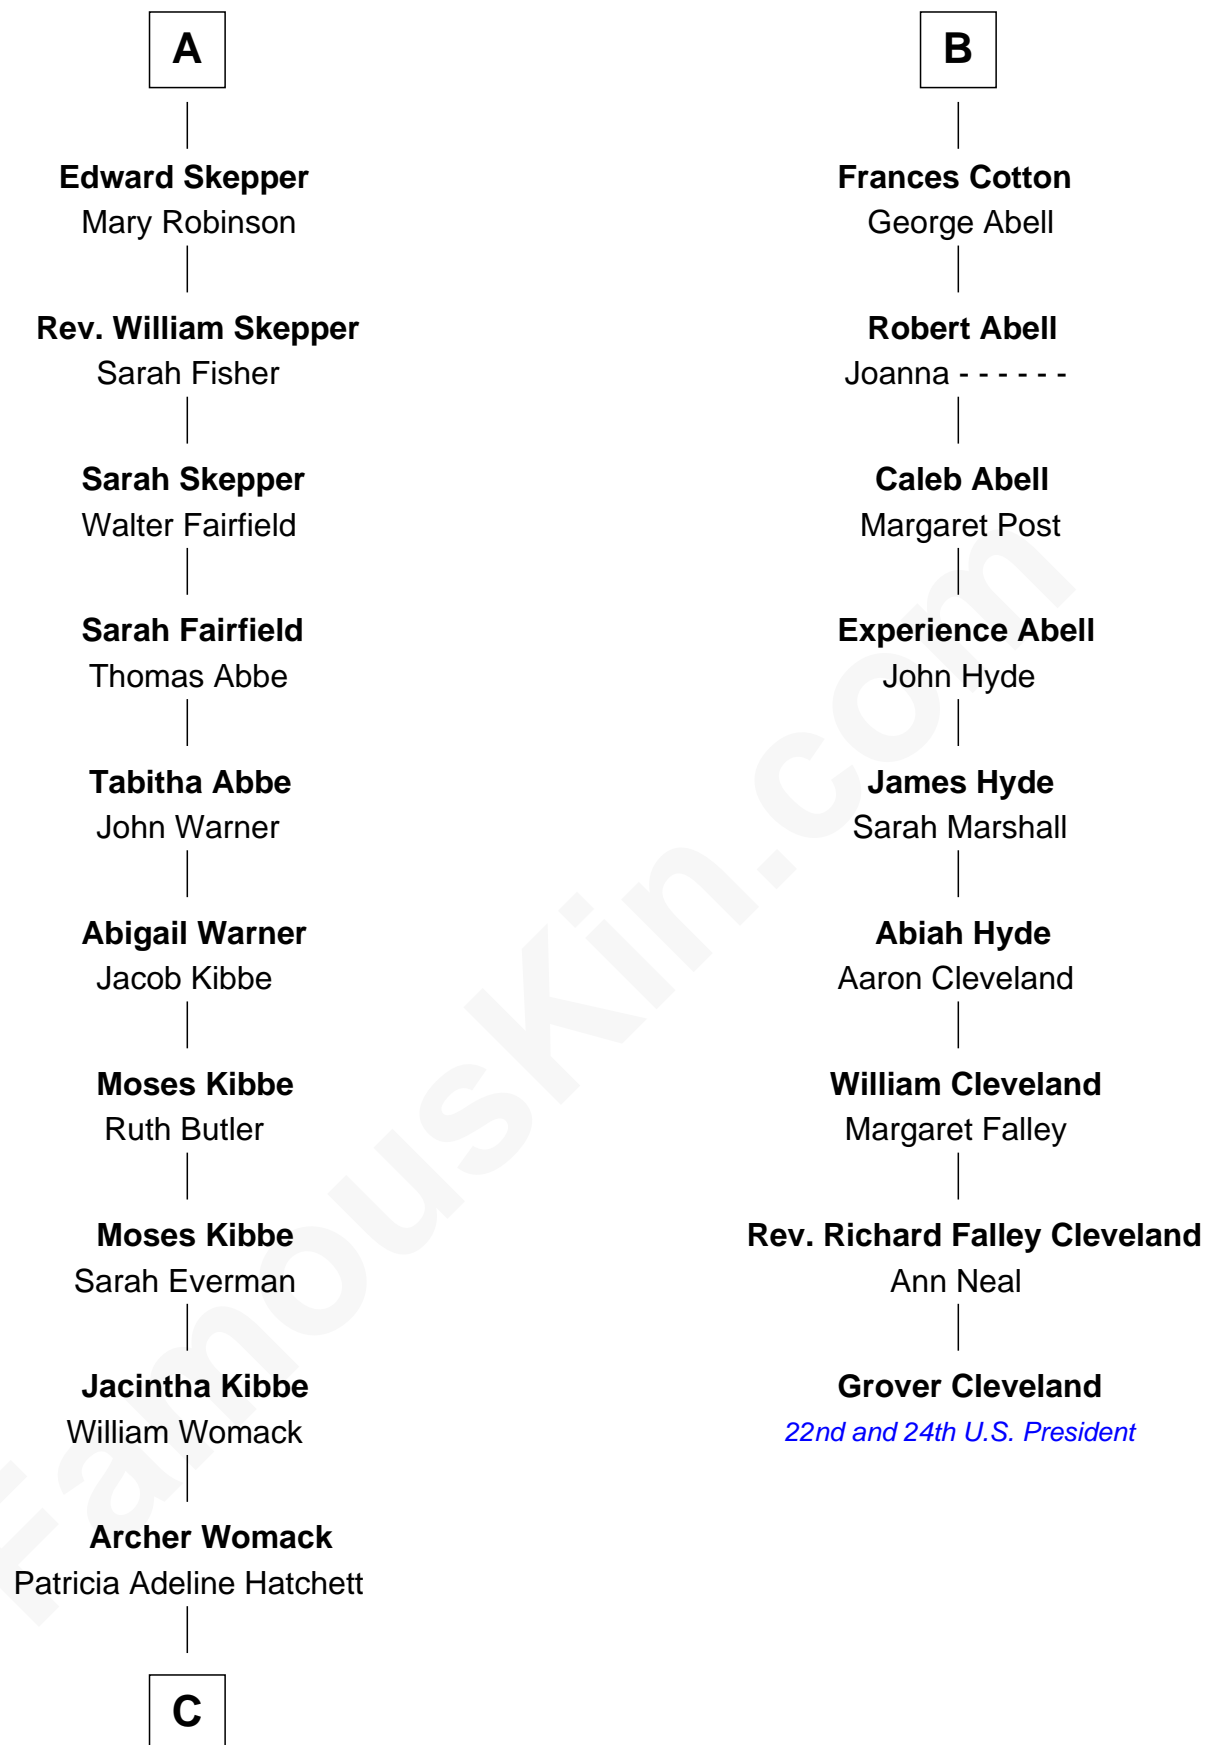 A
Edward Skepper
Mary Robinson
Rev. William Skepper
Sarah Fisher
Sarah Skepper
Walter Fairfield
Sarah Fairfield
Thomas Abbe
Tabitha Abbe
John Warner
Abigail Warner
Jacob Kibbe
Moses Kibbe
Ruth Butler
Moses Kibbe
Sarah Everman
Jacintha Kibbe
William Womack
Archer Womack
Patricia Adeline Hatchett
C
B
Frances Cotton
George Abell
Robert Abell
Joanna - - - - - -
Caleb Abell
Margaret Post
Experience Abell
John Hyde
James Hyde
Sarah Marshall
Abiah Hyde
Aaron Cleveland
William Cleveland
Margaret Falley
Rev. Richard Falley Cleveland
Ann Neal
Grover Cleveland
22nd and 24th U.S. President
FamousKin.com